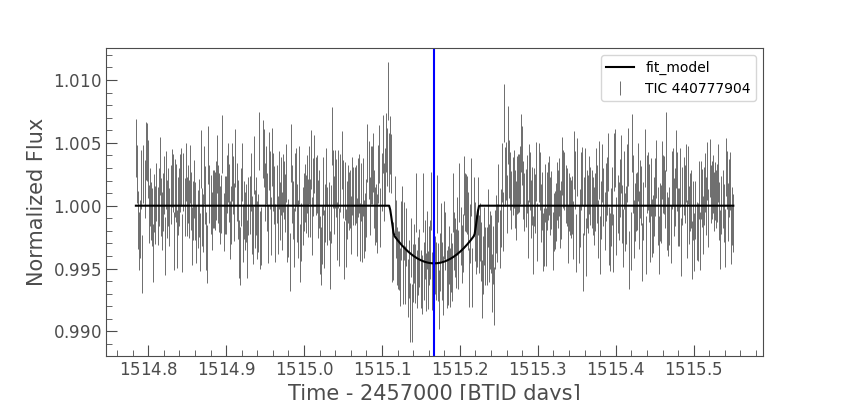 fit_model
TIC 440777904
Normalized Flux
1.010
1.005
1.000
0.995
0.990
1514.8 1514.9 1515.0 1515.1 1515.2 1515.3 1515.4 1515.5
Time - 2457000 [BTJD days]